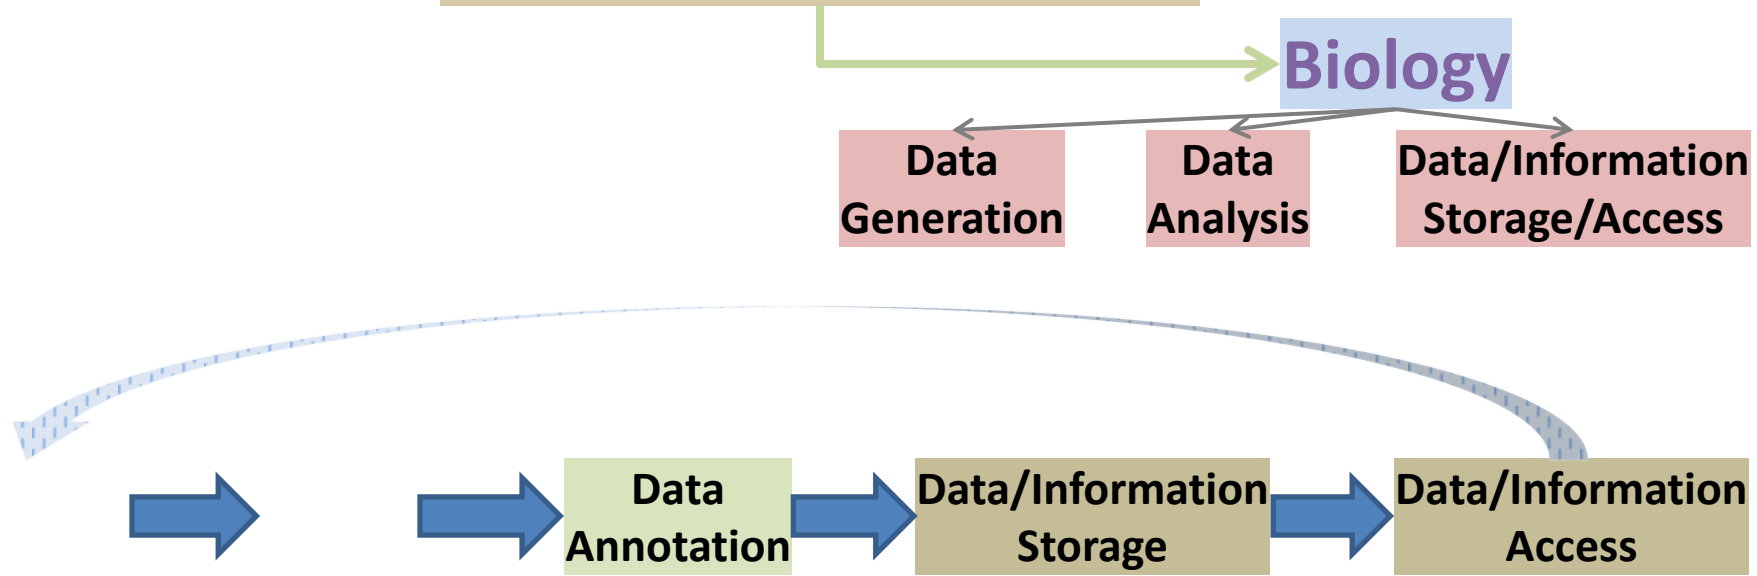 Biology
Data
Generation
Data
Analysis
Data/Information
Storage/Access
Data
Annotation
Data/Information
Storage
Data/Information
Access